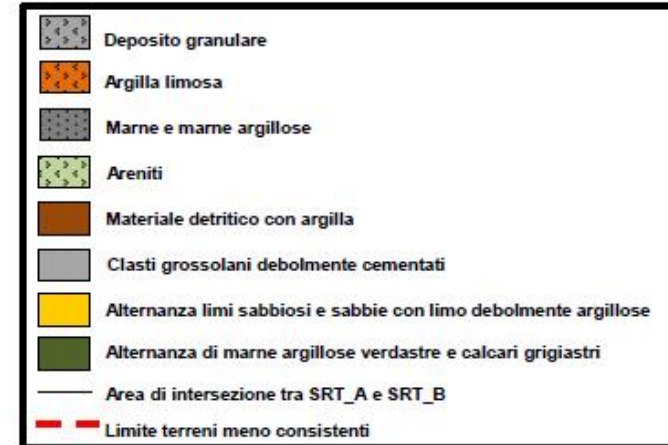 Deposito granulare
Argilla limosa
Marne e marne argillose
Areniti
Materiale detritico con argilla
Clasti grossolani debolmente cementati
Alternanza limi sabbiosi e sabbie con limo debolmente argillose
Alternanza di marne argillose verdastre e calcari grigiastri
Area di intersezione tra SRT_A e SRT_B
Limite terreni meno consistenti